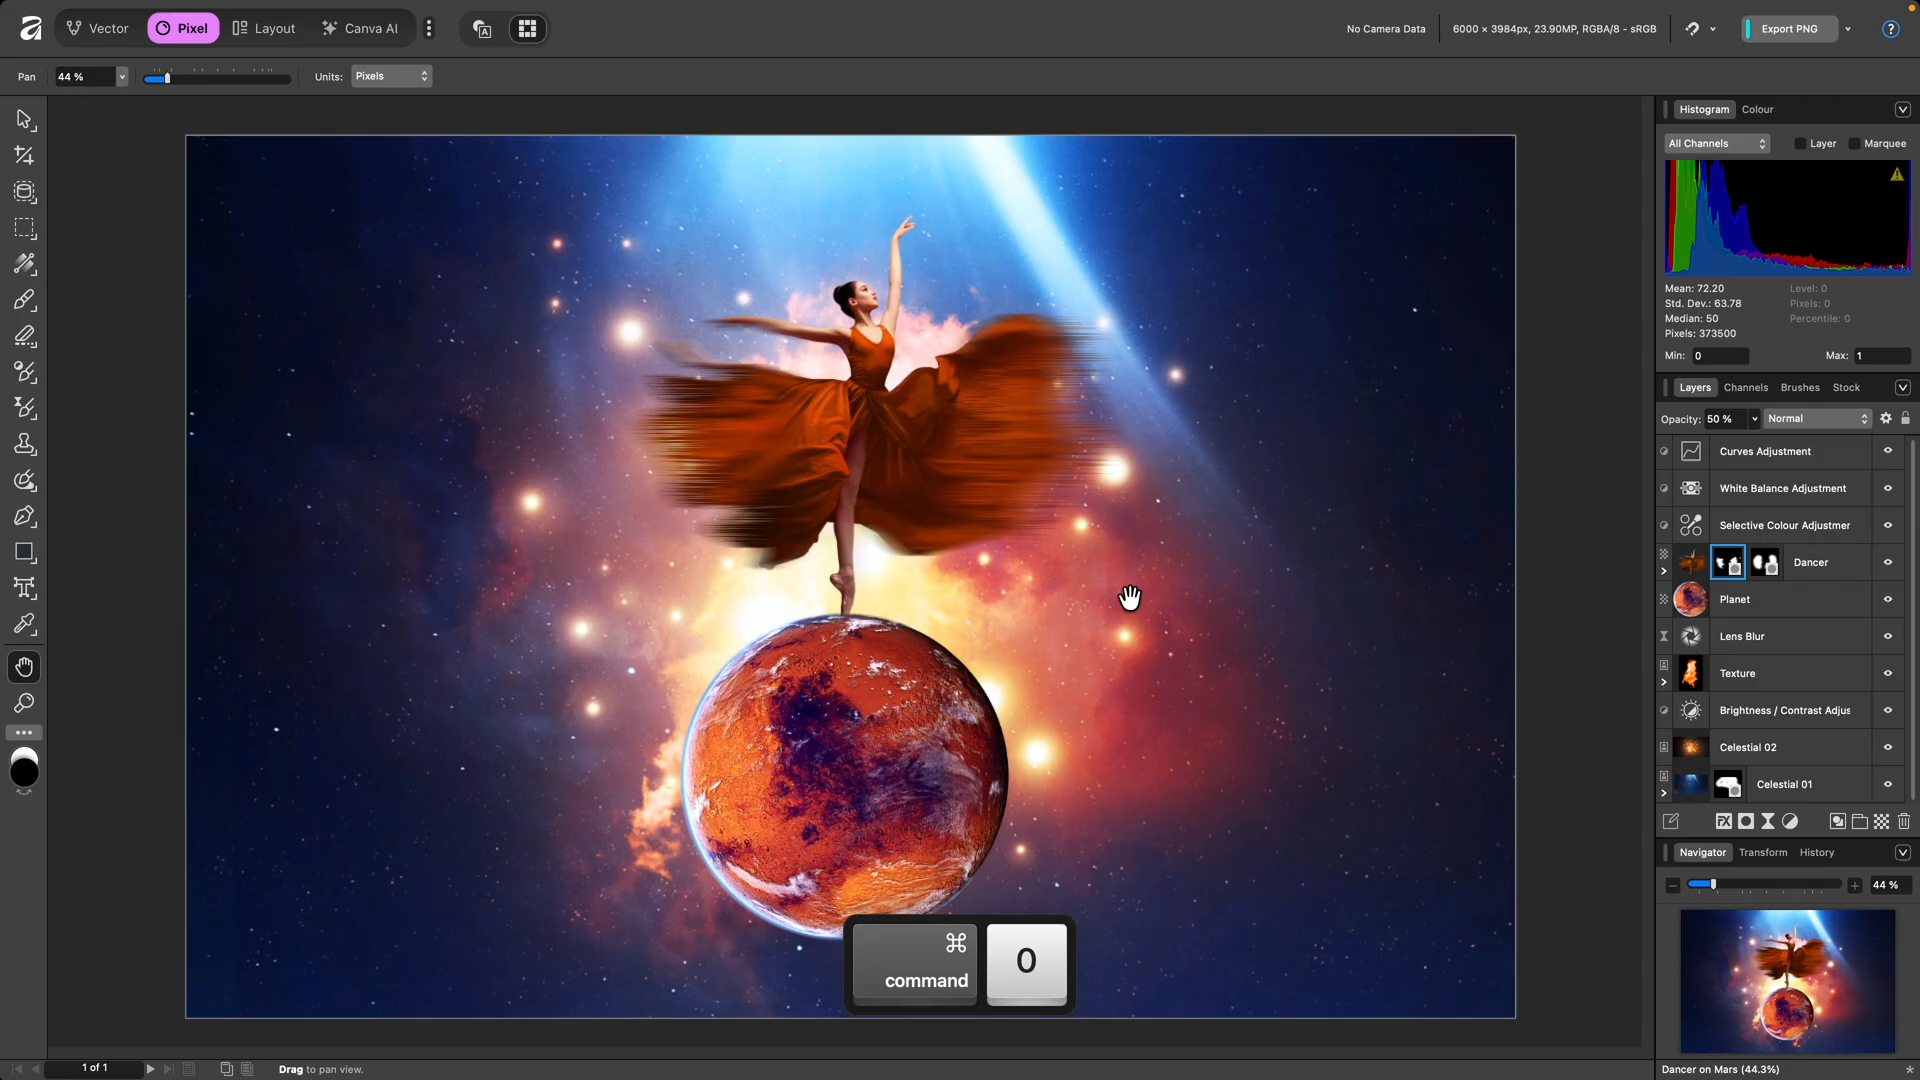 Vector
Pixel
Layout
Canva AI
No Camera Data
6000 × 3984px, 23.90MP, RGBA/8 - sRGB
Export PNG
?
Pan
44 %
Units:
Pixels
Histogram
Colour
All Channels
Layer
Marquee
Mean: 72.20
Level: 0
Std. Dev.: 63.78
Pixels: 0
Median: 50
Percentile: 0
Pixels: 373500
Min: 0
Max: 1
Layers
Channels
Brushes
Stock
Opacity: 50 %
Normal
Curves Adjustment
White Balance Adjustment
Selective Colour Adjustmer
Dancer
Planet
Lens Blur
Texture
Brightness / Contrast Adjus
Celestial 02
Celestial 01
FX
Navigator
Transform
History
44 %
⌘
command
0
1 of 1
Drag to pan view.
Dancer on Mars (44.3%)